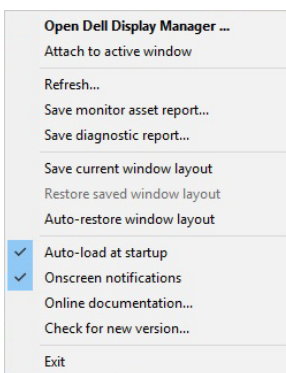 Open Dell Display Manager ...
Attach to active window
Refresh...
Save monitor asset report...
Save diagnostic report...
Save current window layout
Restore saved window layout
Auto-restore window layout
Auto-load at startup
Onscreen notifications
Online documentation...
Check for new version...
Exit